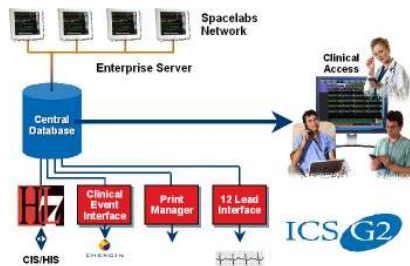 Spacelabs
Network
Enterprise Server
Clinical
Access
Central
Database
HL7
Clinical
Event
Interface
Print
Manager
12 Lead
Interface
CIS/HIS
EMERGIN
ICS G2